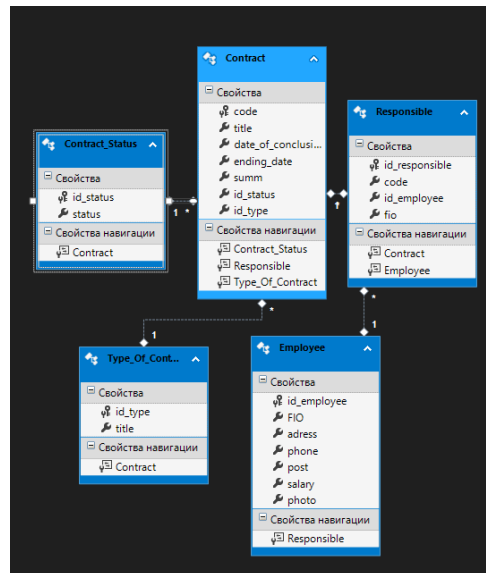 Contract
Свойства
code
title
date_of_conclusi...
ending_date
summ
id_status
id_type
Свойства навигации
Contract_Status
Responsible
Type_Of_Contract
Responsible
Свойства
id_responsible
code
id_employee
fio
Свойства навигации
Contract
Employee
Contract_Status
Свойства
id_status
status
Свойства навигации
Contract
1
*
*
1
*
1
Type_Of_Cont...
Свойства
id_type
title
Свойства навигации
Contract
Employee
Свойства
id_employee
FIO
adress
phone
post
salary
photo
Свойства навигации
Responsible